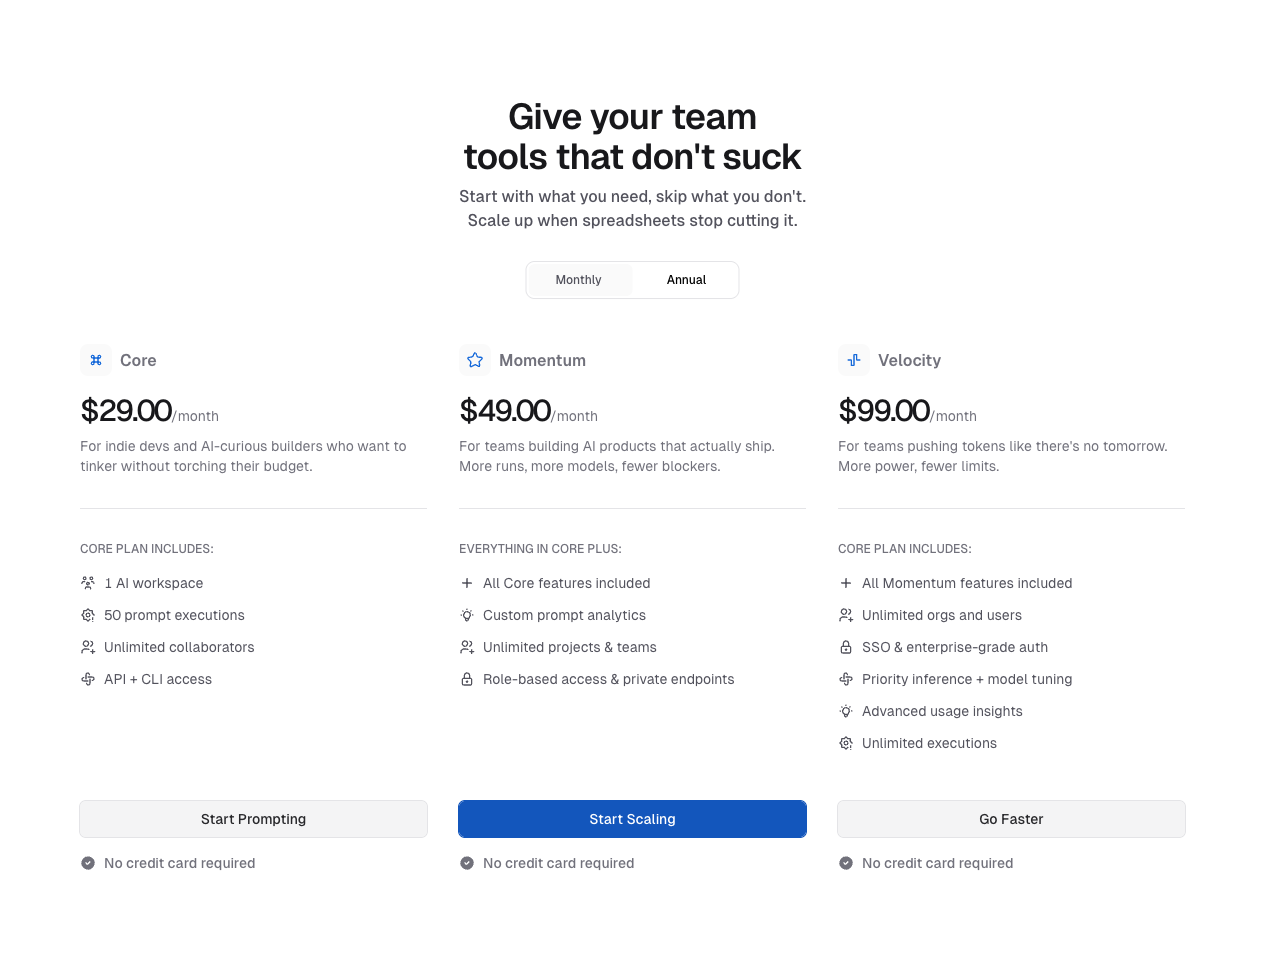 Give your team
tools that don't suck
Start with what you need, skip what you don't.
Scale up when spreadsheets stop cutting it.
Monthly
Annual
Core
$29.00/month
For indie devs and AI-curious builders who want to
tinker without torching their budget.
CORE PLAN INCLUDES:
1 AI workspace
50 prompt executions
Unlimited collaborators
API + CLI access
Start Prompting
No credit card required
Momentum
$49.00/month
For teams building AI products that actually ship.
More runs, more models, fewer blockers.
EVERYTHING IN CORE PLUS:
All Core features included
Custom prompt analytics
Unlimited projects & teams
Role-based access & private endpoints
Start Scaling
No credit card required
Velocity
$99.00/month
For teams pushing tokens like there's no tomorrow.
More power, fewer limits.
CORE PLAN INCLUDES:
All Momentum features included
Unlimited orgs and users
SSO & enterprise-grade auth
Priority inference + model tuning
Advanced usage insights
Unlimited executions
Go Faster
No credit card required